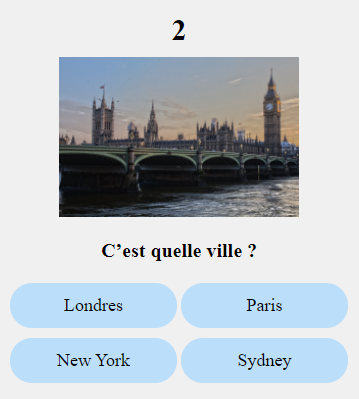 2
C’est quelle ville ?
Londres
Paris
New York
Sydney